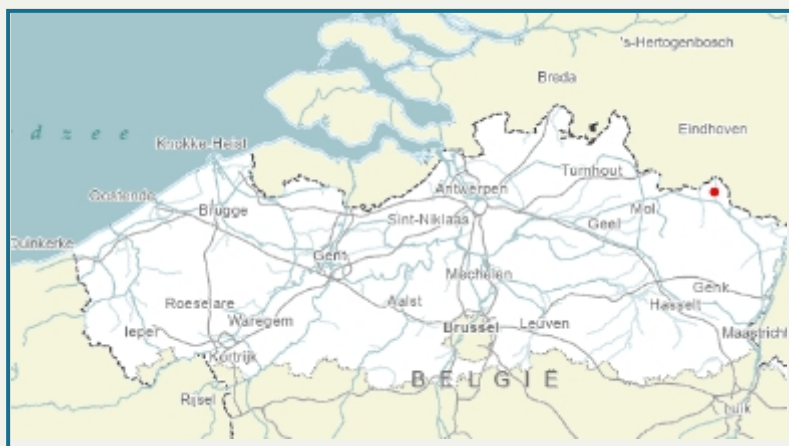 's-Hertogenbosch
Breda
d z e e
Eindhoven
Knokke-Heist
Turnhout
Antwerpen
Oostende
Mol
Brugge
Sint-Niklaas
Geel
Duinkerke
Gent
Mechelen
Genk
Roeselare
Aalst
Hasselt
Waregem
Ieper
Brussel
Leuven
Maastricht
Kortrijk
BELGIË
Rijsel
Luik